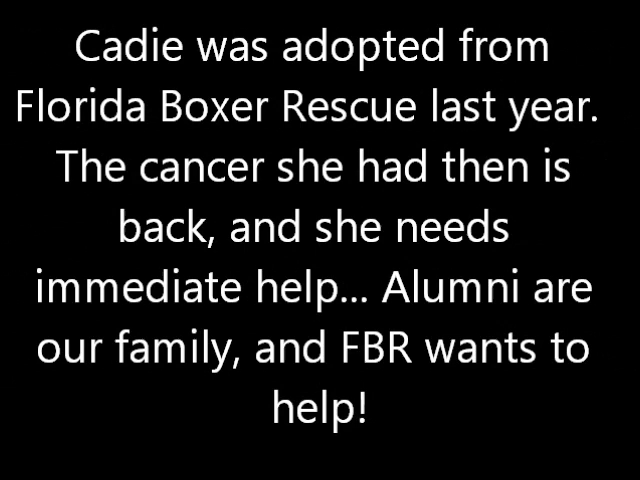 Cadie was adopted from
Florida Boxer Rescue last year.
The cancer she had then is
back, and she needs
immediate help... Alumni are
our family, and FBR wants to
help!